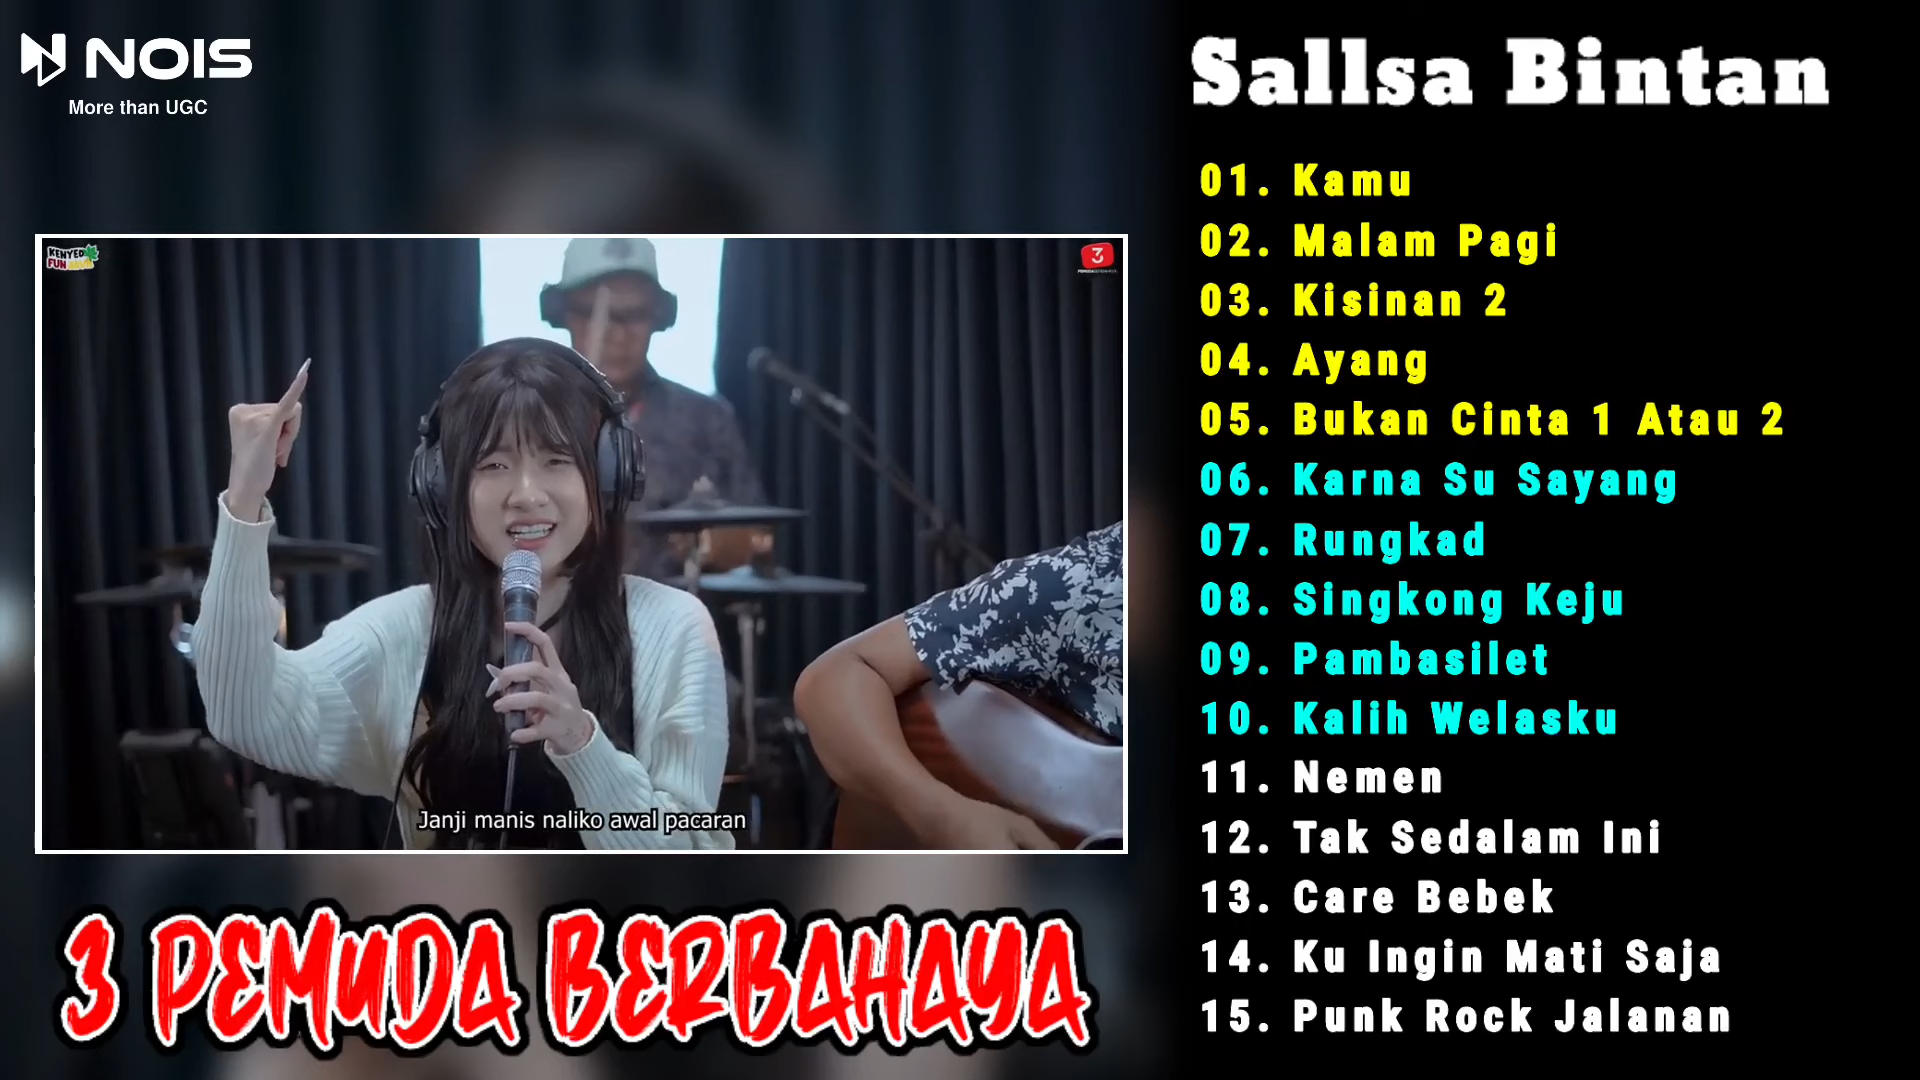 NOIS
More than UGC
Sallsa Bintan
01. Kamu
02. Malam Pagi
03. Kisinan 2
04. Ayang
05. Bukan Cinta 1 Atau 2
06. Karna Su Sayang
07. Rungkad
08. Singkong Keju
09. Pambasilet
10. Kalih Welasku
11. Nemen
12. Tak Sedalam Ini
13. Care Bebek
14. Ku Ingin Mati Saja
15. Punk Rock Jalanan
KENYED
FUN
3
Janji manis naliko awal pacaran
3 PEMUDA BERBAHAYA